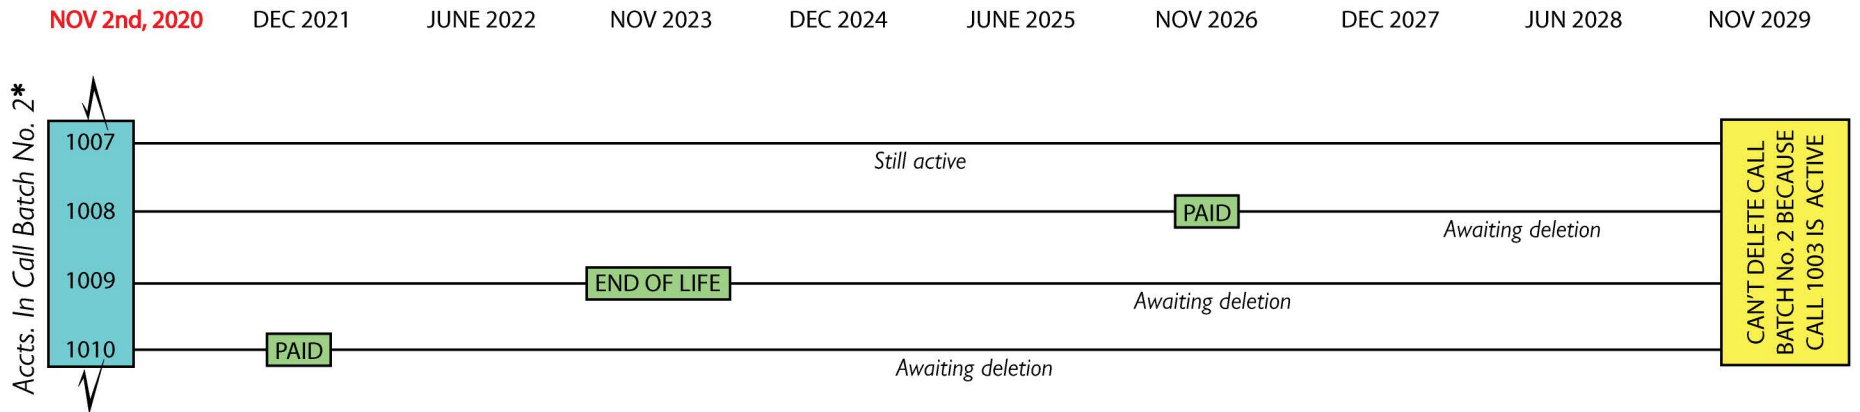 NOV 2nd, 2020 DEC 2021 JUNE 2022 NOV 2023 DEC 2024 JUNE 2025 NOV 2026 DEC 2027 JUN 2028 NOV 2029
Accts. In Call Batch No. 2*
1007
Still active
1008
PAID
Awaiting deletion
1009
END OF LIFE
Awaiting deletion
1010
PAID
Awaiting deletion
CAN'T DELETE CALL
BATCH No. 2 BECAUSE
CALL 1003 IS ACTIVE